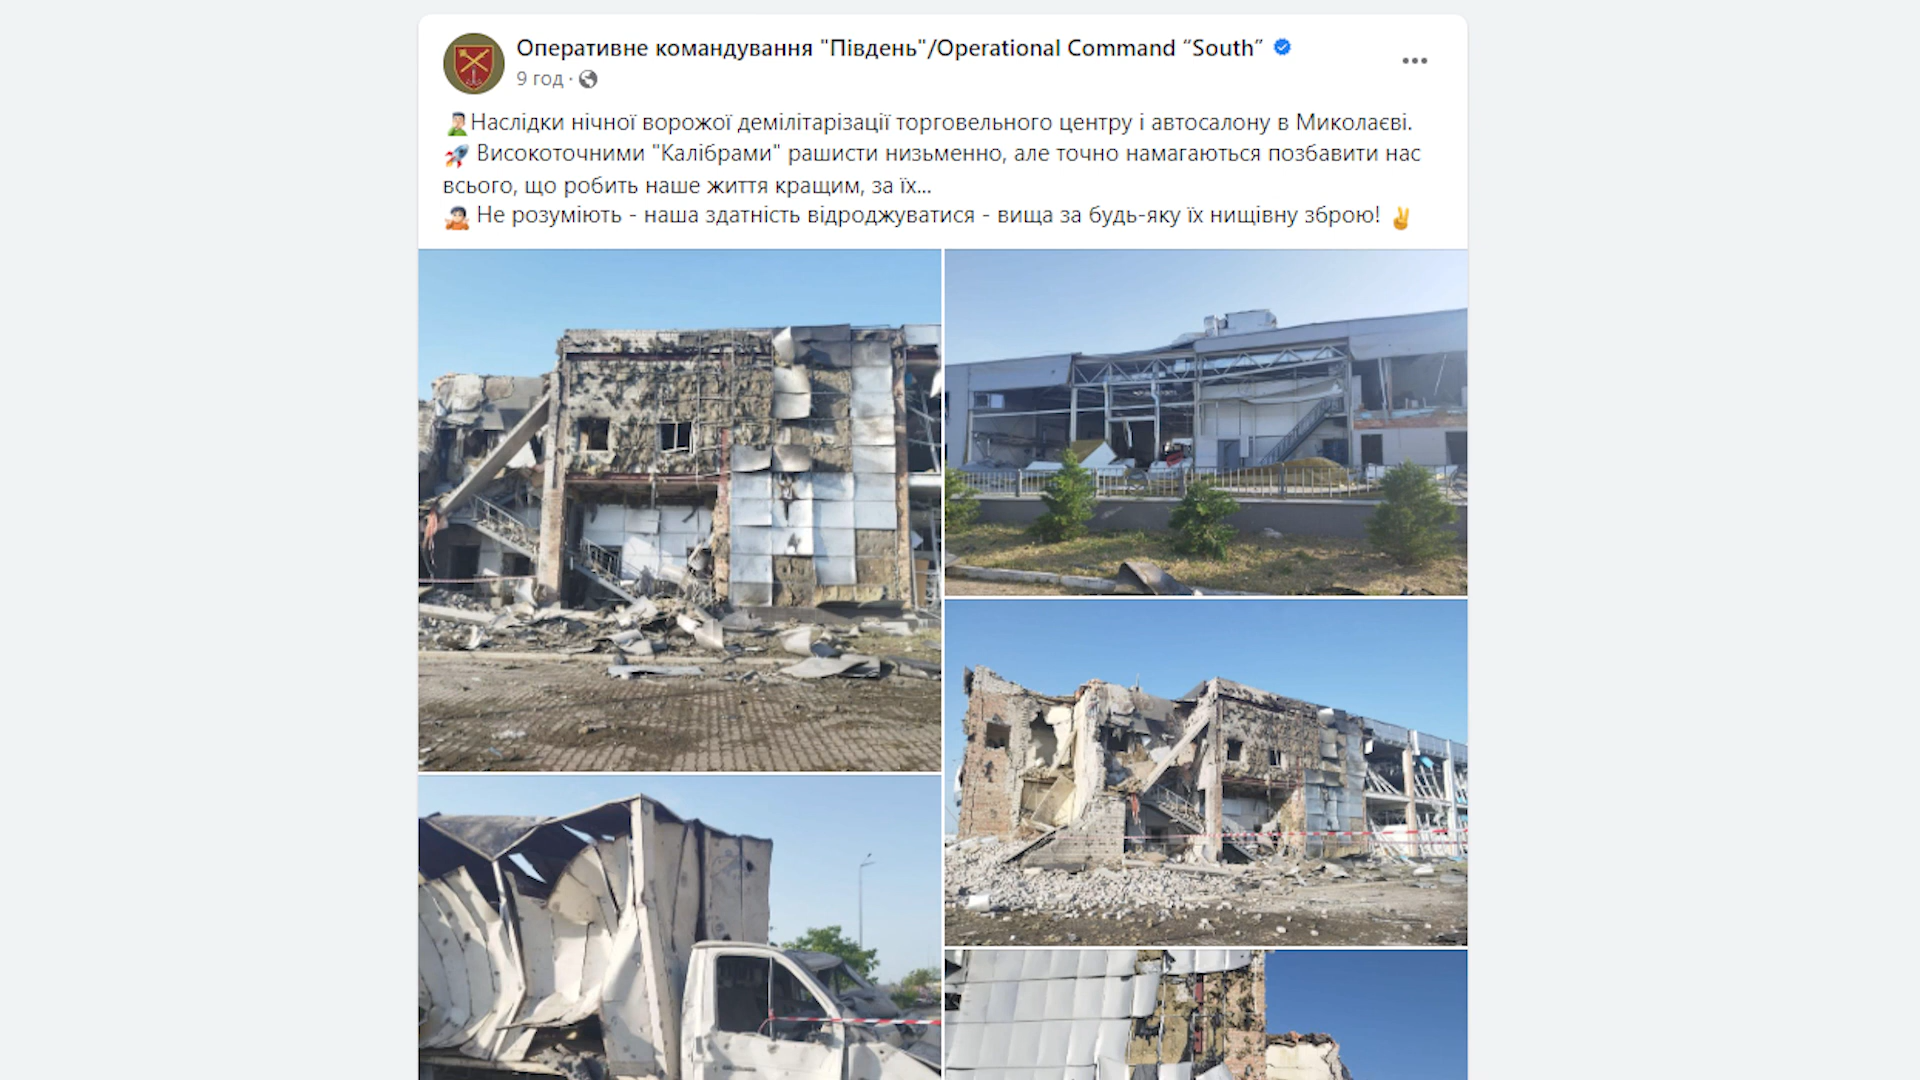 Оперативне командування "Південь"/Operational Command “South”
9 год ·
Наслідки нічної ворожої демілітарізації торговельного центру і автосалону в Миколаєві.
Високоточними "Калібрами" рашисти низьменно, але точно намагаються позбавити нас
всього, що робить наше життя кращим, за їх...
Не розуміють - наша здатність відроджуватися - вища за будь-яку їх нищівну зброю!